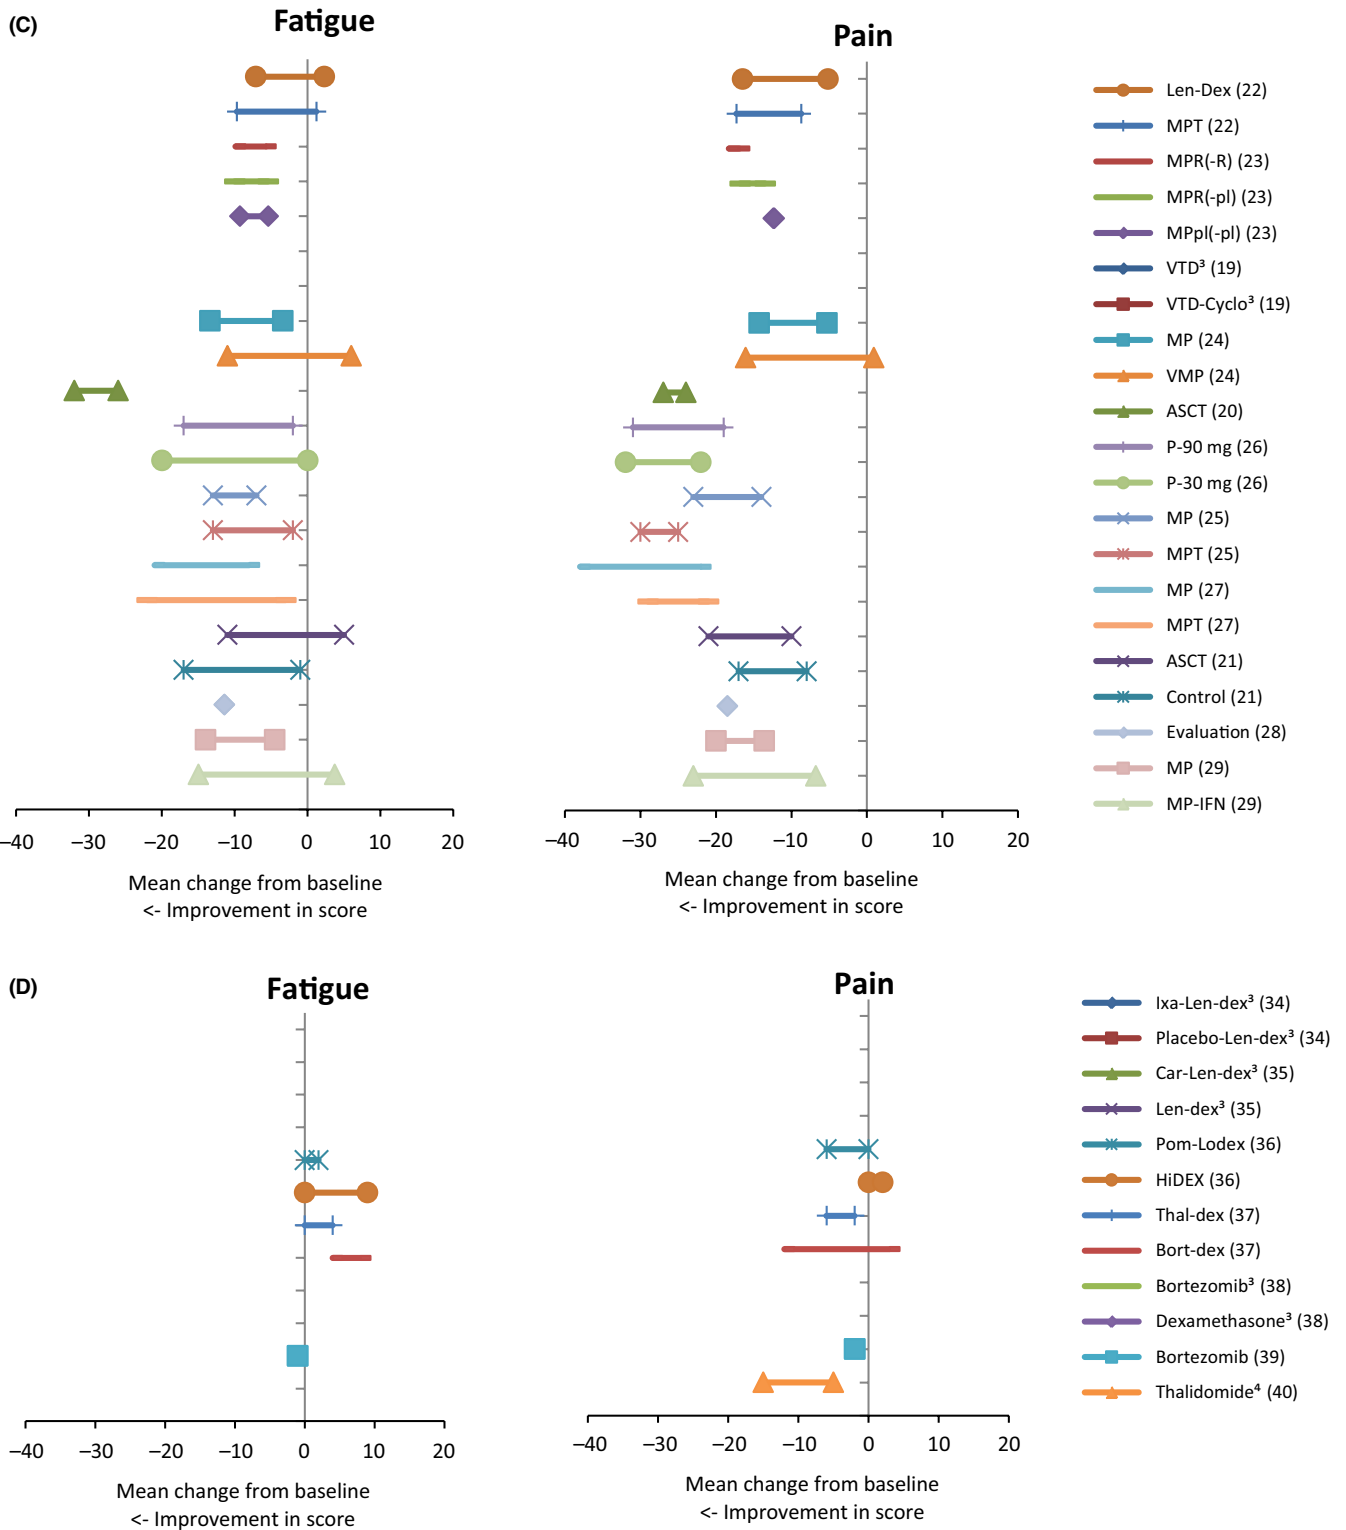 (C)
Fatigue
Pain
Len-Dex (22)
MPT (22)
MPR(-R) (23)
MPR(-pl) (23)
MPpl(-pl) (23)
VTD³ (19)
VTD-Cyclo³ (19)
MP (24)
VMP (24)
ASCT (20)
P-90 mg (26)
P-30 mg (26)
MP (25)
MPT (25)
MP (27)
MPT (27)
ASCT (21)
Control (21)
Evaluation (28)
MP (29)
MP-IFN (29)
–40 –30 –20 –10 0 10 20
–40 –30 –20 –10 0 10 20
Mean change from baseline
<- Improvement in score
Mean change from baseline
<- Improvement in score
(D)
Fatigue
Pain
Ixa-Len-dex³ (34)
Placebo-Len-dex³ (34)
Car-Len-dex³ (35)
Len-dex³ (35)
Pom-Lodex (36)
HiDEX (36)
Thal-dex (37)
Bort-dex (37)
Bortezomib³ (38)
Dexamethasone³ (38)
Bortezomib (39)
Thalidomide⁴ (40)
–40 –30 –20 –10 0 10 20
–40 –30 –20 –10 0 10 20
Mean change from baseline
<- Improvement in score
Mean change from baseline
<- Improvement in score